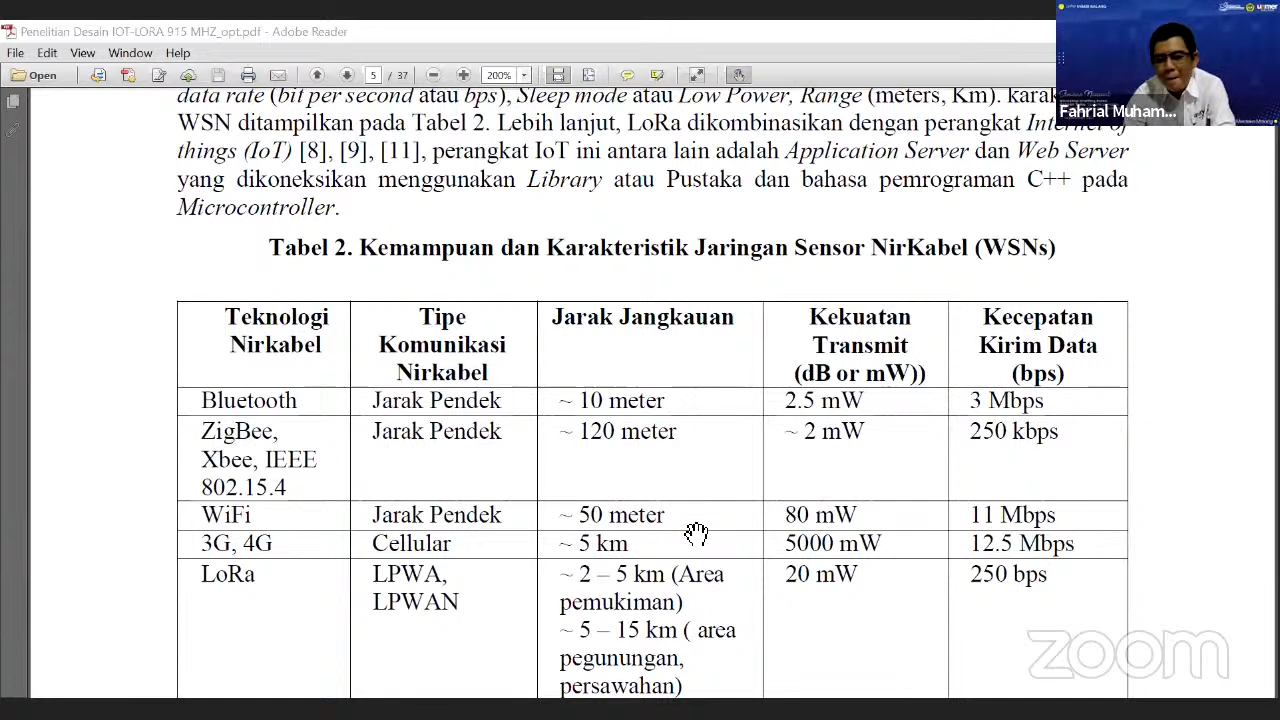 Penelitian Desain IOT-LORA 915 MHZ_opt.pdf - Adobe Reader
File Edit View Window Help
Open 5 / 37 200%
data rate (bit per second atau bps), Sleep mode atau Low Power, Range (meters, Km).
WSN ditampilkan pada Tabel 2. Lebih lanjut, LoRa dikombinasikan dengan perangkat Internet of
things (IoT) [8], [9], [11], perangkat IoT ini antara lain adalah Application Server dan Web Server
yang dikoneksikan menggunakan Library atau Pustaka dan bahasa pemrograman C++ pada
Microcontroller.
Tabel 2. Kemampuan dan Karakteristik Jaringan Sensor NirKabel (WSNs)
Teknologi
Nirkabel
Tipe
Komunikasi
Nirkabel
Jarak Jangkauan
Kekuatan
Transmit
(dB or mW))
Kecepatan
Kirim Data
(bps)
Bluetooth Jarak Pendek ~ 10 meter 2.5 mW 3 Mbps
ZigBee,
Xbee, IEEE
802.15.4
Jarak Pendek ~ 120 meter ~ 2 mW 250 kbps
WiFi Jarak Pendek ~ 50 meter 80 mW 11 Mbps
3G, 4G Cellular ~ 5 km 5000 mW 12.5 Mbps
LoRa
LPWA,
LPWAN
~ 2 – 5 km (Area
pemukiman)
~ 5 – 15 km ( area
pegunungan,
persawahan)
20 mW 250 bps
Fahrial Muham...
zoom